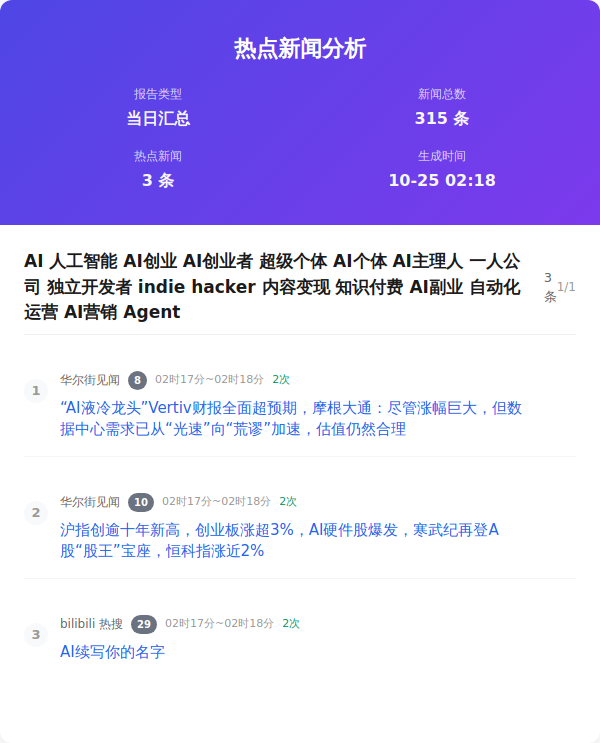 热点新闻分析
报告类型
新闻总数
当日汇总
315 条
热点新闻
生成时间
3 条
10-25 02:18
AI 人工智能 AI创业 AI创业者 超级个体 AI个体 AI主理人 一人公
司 独立开发者 indie hacker 内容变现 知识付费 AI副业 自动化
运营 AI营销 Agent
3
条
1/1
1
华尔街见闻 8 02时17分~02时18分 2次
“AI液冷龙头”Vertiv财报全面超预期，摩根大通：尽管涨幅巨大，但数
据中心需求已从“光速”向“荒谬”加速，估值仍然合理
2
华尔街见闻 10 02时17分~02时18分 2次
沪指创逾十年新高，创业板涨超3%，AI硬件股爆发，寒武纪再登A
股“股王”宝座，恒科指涨近2%
3
bilibili 热搜 29 02时17分~02时18分 2次
AI续写你的名字